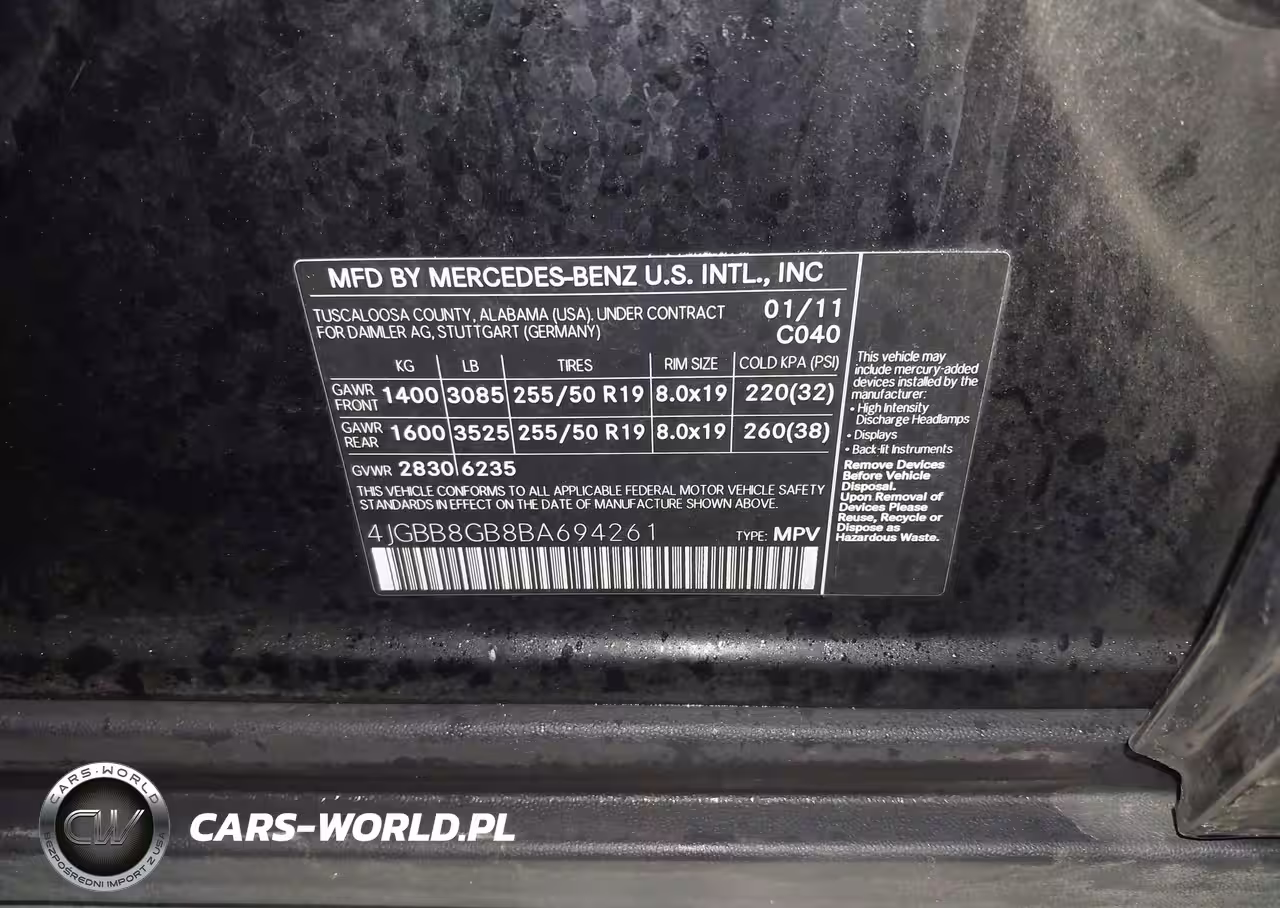 MFD BY MERCEDES-BENZ U.S. INTL., INC
TUSCALOOSA COUNTY, ALABAMA (USA). UNDER CONTRACT
FOR DAIMLER AG, STUTTGART (GERMANY)
01/11
C040
KG LB TIRES RIM SIZE COLD KPA (PSI)
GAWR FRONT 1400 3085 255/50 R19 8.0x19 220(32)
GAWR REAR 1600 3525 255/50 R19 8.0x19 260(38)
GVWR 2830 6235
THIS VEHICLE CONFORMS TO ALL APPLICABLE FEDERAL MOTOR VEHICLE SAFETY
STANDARDS IN EFFECT ON THE DATE OF MANUFACTURE SHOWN ABOVE.
4JGBB8GB8BA694261 TYPE: MPV
This vehicle may
include mercury-added
devices installed by the
manufacturer:
• High Intensity
Discharge Headlamps
• Displays
• Back-lit Instruments
Remove Devices
Before Vehicle
Disposal.
Upon Removal of
Devices Please
Reuse, Recycle or
Dispose as
Hazardous Waste.
CARS-WORLD
CW
BEZPOŚREDNI IMPORT Z USA
CARS-WORLD.PL